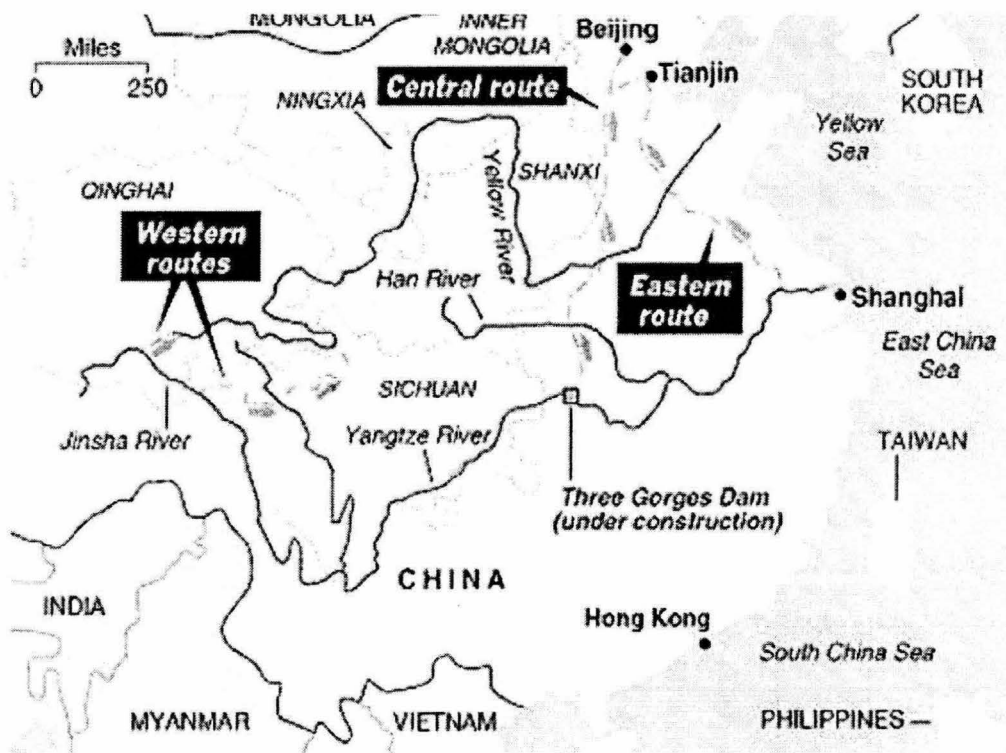 MONGOLIA
INNER
MONGOLIA
Beijing
Miles
0 250
Central route
Tianjin
SOUTH
KOREA
NINGXIA
Yellow
Sea
Yellow River
SHANXI
QINGHAI
Western
routes
Han River
Eastern
route
Shanghai
East China
Sea
SICHUAN
Jinsha River
Yangtze River
TAIWAN
Three Gorges Dam
(under construction)
CHINA
INDIA
Hong Kong
South China Sea
MYANMAR
VIETNAM
PHILIPPINES